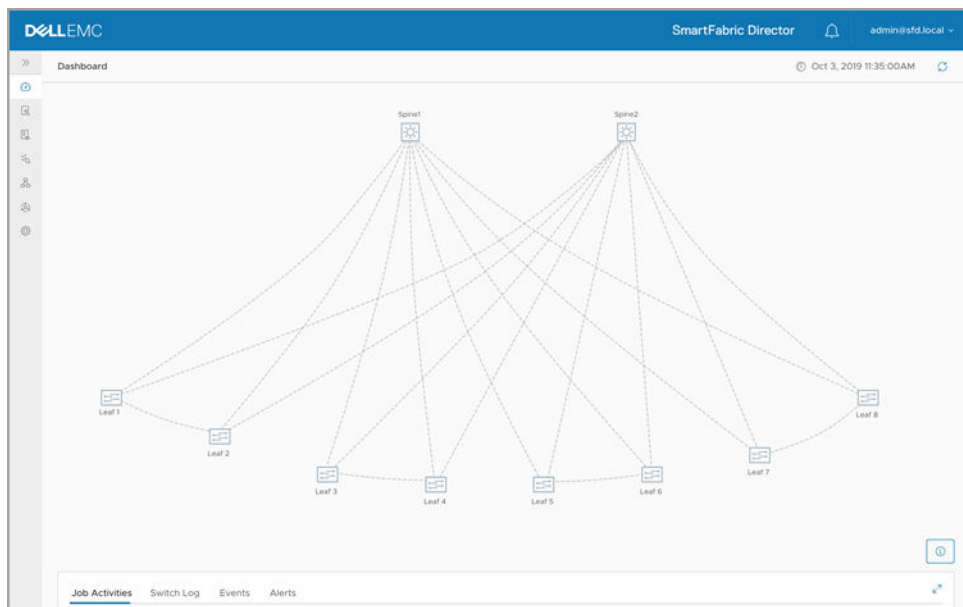 DELLEMC
SmartFabric Director
admin@sfd.local
Dashboard
Oct 3, 2019 11:35:00AM
Spine1
Spine2
Leaf 1
Leaf 8
Leaf 2
Leaf 7
Leaf 3
Leaf 6
Leaf 4
Leaf 5
Job Activities Switch Log Events Alerts